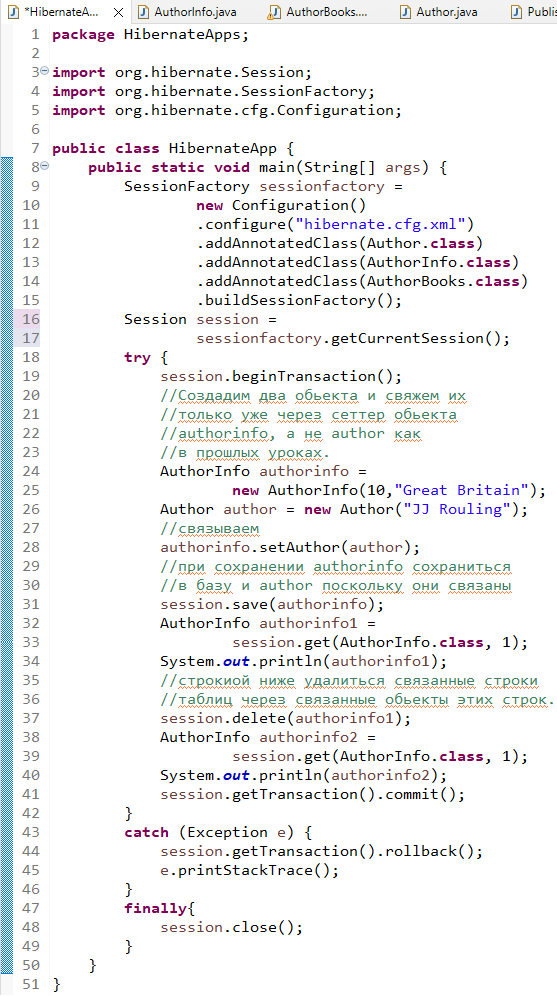 *HibernateA...
AuthorInfo.java
AuthorBooks....
Author.java
Publis
1 package HibernateApps;
2
3 import org.hibernate.Session;
4 import org.hibernate.SessionFactory;
5 import org.hibernate.cfg.Configuration;
6
7 public class HibernateApp {
8 public static void main(String[] args) {
9 SessionFactory sessionfactory =
10 new Configuration()
11 .configure("hibernate.cfg.xml")
12 .addAnnotatedClass(Author.class)
13 .addAnnotatedClass(AuthorInfo.class)
14 .addAnnotatedClass(AuthorBooks.class)
15 .buildSessionFactory();
16 Session session =
17 sessionfactory.getCurrentSession();
18 try {
19 session.beginTransaction();
20 //Создадим два обьекта и свяжем их
21 //только уже через сеттер обьекта
22 //authorinfo, а не author как
23 //в прошлых уроках.
24 AuthorInfo authorinfo =
25 new AuthorInfo(10,"Great Britain");
26 Author author = new Author("JJ Rouling");
27 //связываем
28 authorinfo.setAuthor(author);
29 //при сохранении authorinfo сохраниться
30 //в базу и author поскольку они связаны
31 session.save(authorinfo);
32 AuthorInfo authorinfo1 =
33 session.get(AuthorInfo.class, 1);
34 System.out.println(authorinfo1);
35 //строкиой ниже удалиться связанные строки
36 //таблиц через связанные обьекты этих строк.
37 session.delete(authorinfo1);
38 AuthorInfo authorinfo2 =
39 session.get(AuthorInfo.class, 1);
40 System.out.println(authorinfo2);
41 session.getTransaction().commit();
42 }
43 catch (Exception e) {
44 session.getTransaction().rollback();
45 e.printStackTrace();
46 }
47 finally{
48 session.close();
49 }
50 }
51 }